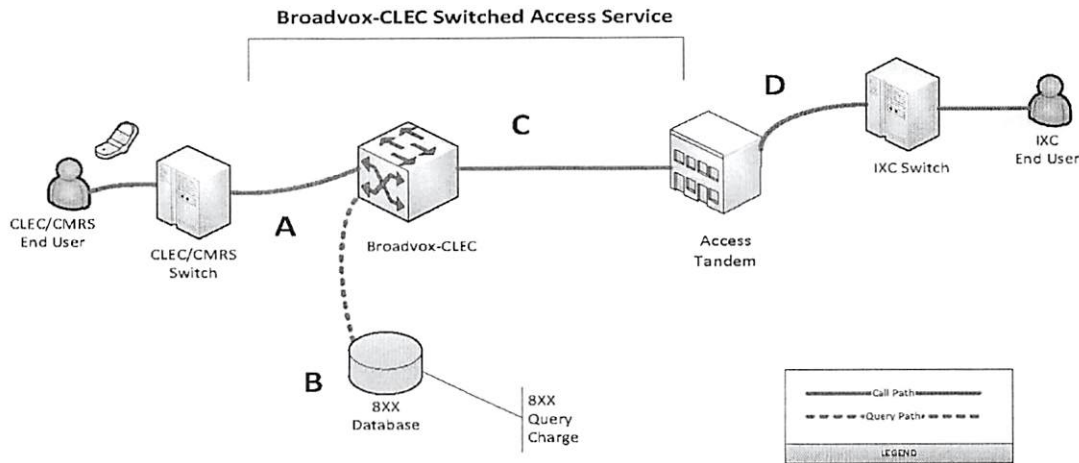 Broadvox-CLEC Switched Access Service
D
C
A
B
CLEC/CMRS
End User
CLEC/CMRS
Switch
Broadvox-CLEC
Access
Tandem
IXC Switch
IXC
End User
8XX
Database
8XX
Query
Charge
Call Path
Query Path
LEGEND